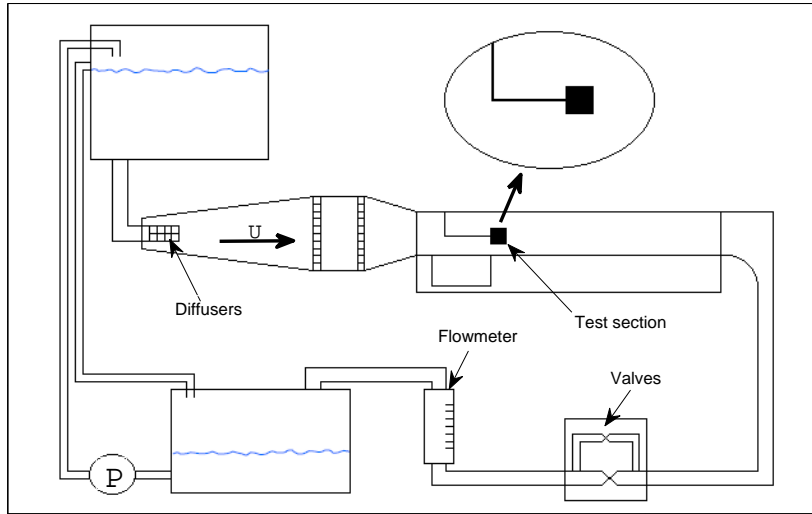 U
Diffusers
Test section
Flowmeter
Valves
P